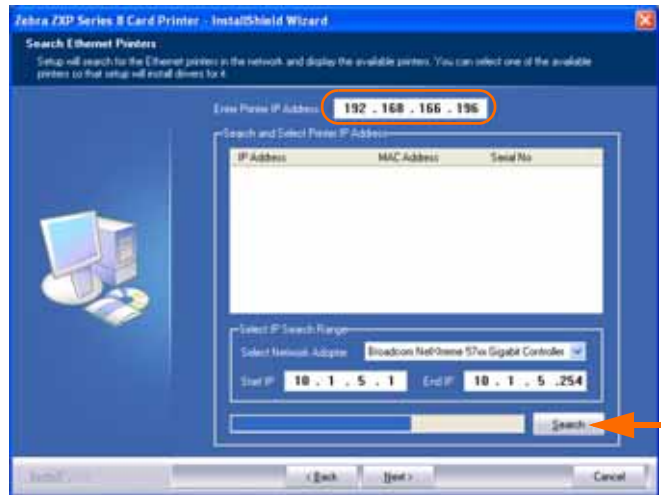 Zebra ZXP Series 8 Card Printer - InstallShield Wizard
Search Ethernet Printers
Setup will search for the Ethernet printers in the network and display the available printers. You can select one of the available
printers so that setup will install drivers for it.
Enter Printer IP Address 192 . 168 . 166 . 196
Search and Select Printer IP Address
IP Address MAC Address Serial No
Select IP Search Range
Select Network Adapter Broadcom NetXtreme 57xx Gigabit Controller
Start IP 10 . 1 . 5 . 1 End IP 10 . 1 . 5 .254
Search
< Back Next > Cancel